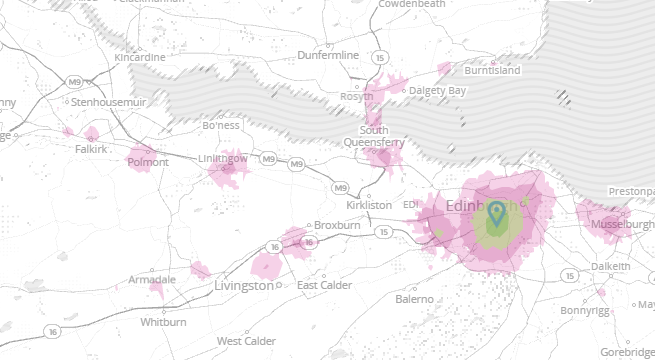 Clackmannan
Cowdenbeath
Kincardine
Dunfermline
15
Burntisland
M9
Stenhousemuir
Rosyth
Dalgety Bay
nny
Bo'ness
South
Queensferry
ge
Falkirk
Polmont
Linlithgow
M9
M9
M9
Prestonpa
Kirkliston
EDI
Edinburgh
Musselburgh
Broxburn
15
16
16
Dalkeith
15
Armadale
Livingston
East Calder
Balerno
Bonnyrigg
May
Whitburn
16
West Calder
Gorebridge